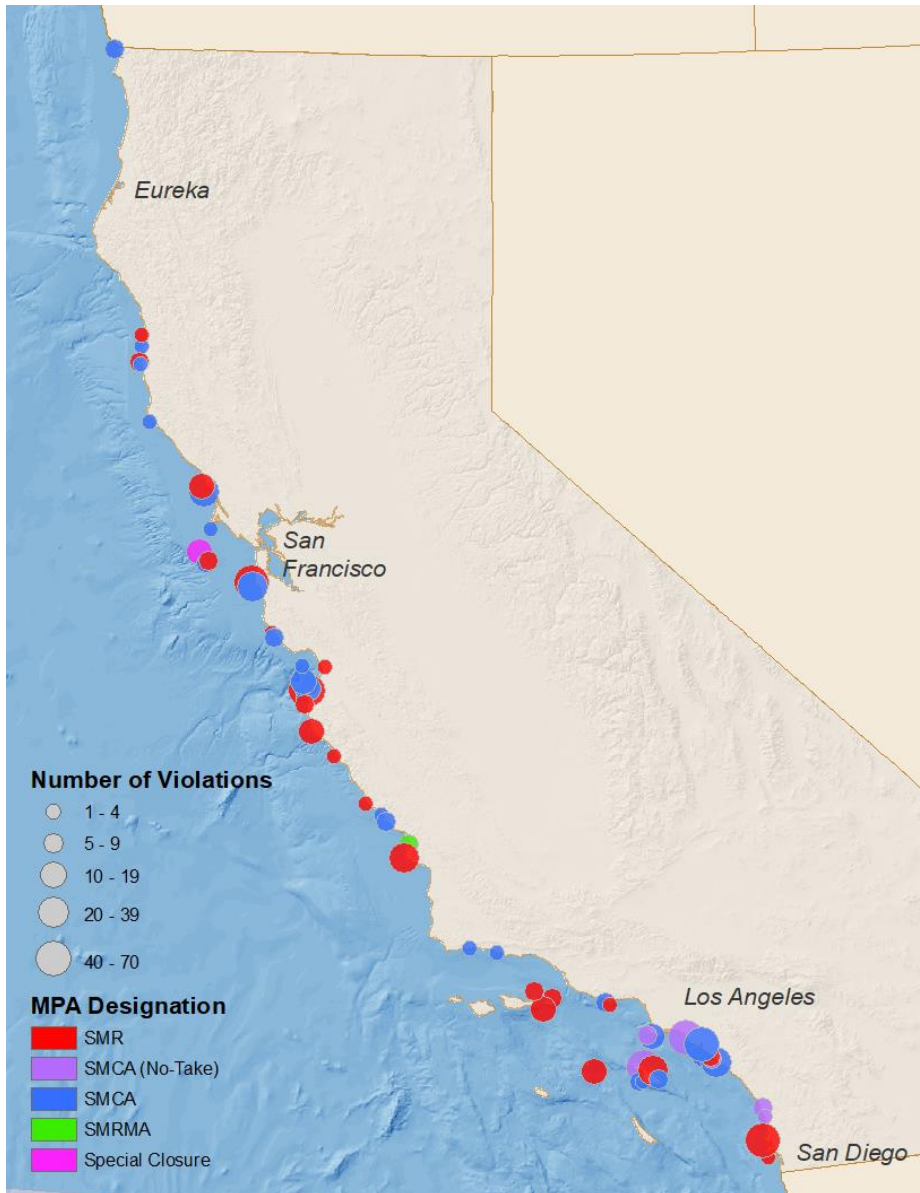 Eureka
San
Francisco
Number of Violations
1 - 4
5 - 9
10 - 19
20 - 39
40 - 70
MPA Designation
SMR
SMCA (No-Take)
SMCA
SMRMA
Special Closure
Los Angeles
San Diego